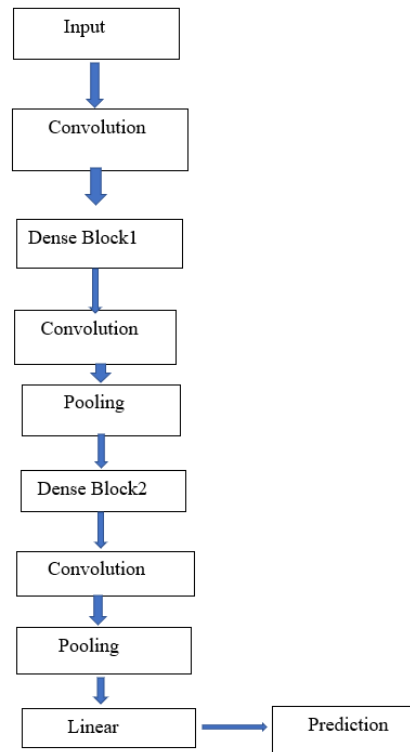 Input
Convolution
Dense Block1
Convolution
Pooling
Dense Block2
Convolution
Pooling
Linear
Prediction